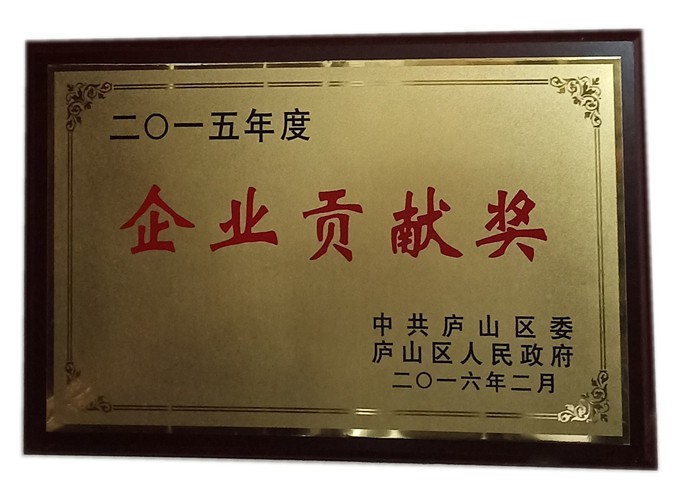 二〇一五年度
企业贡献奖
中共庐山区委
庐山区人民政府
二〇一六年二月